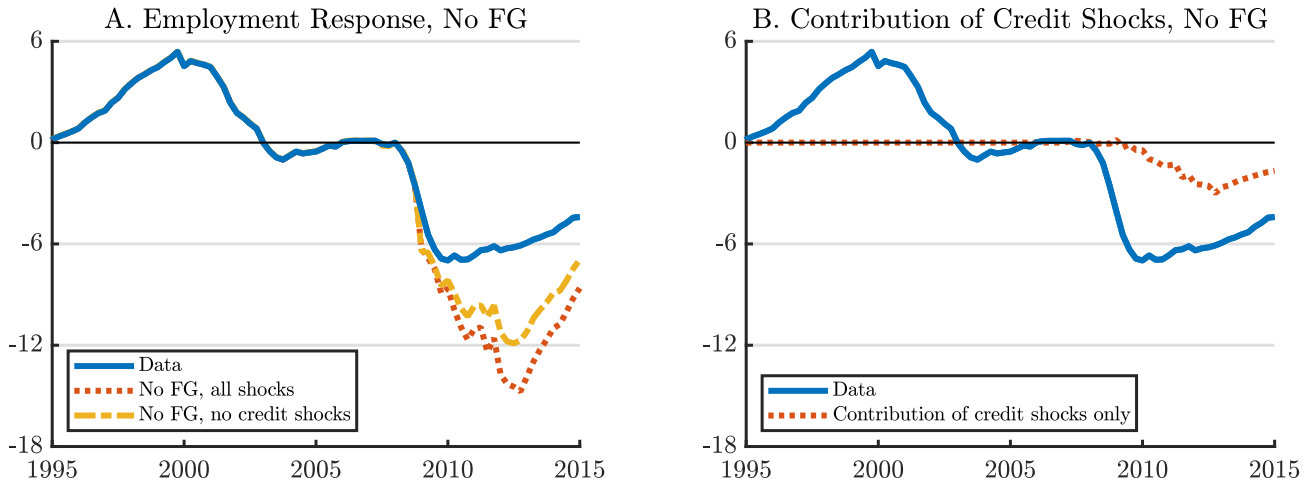 A. Employment Response, No FG
6
0
-6
-12
-18
1995
2000
2005
2010
2015
Data
No FG, all shocks
No FG, no credit shocks
B. Contribution of Credit Shocks, No FG
6
0
-6
-12
-18
1995
2000
2005
2010
2015
Data
Contribution of credit shocks only